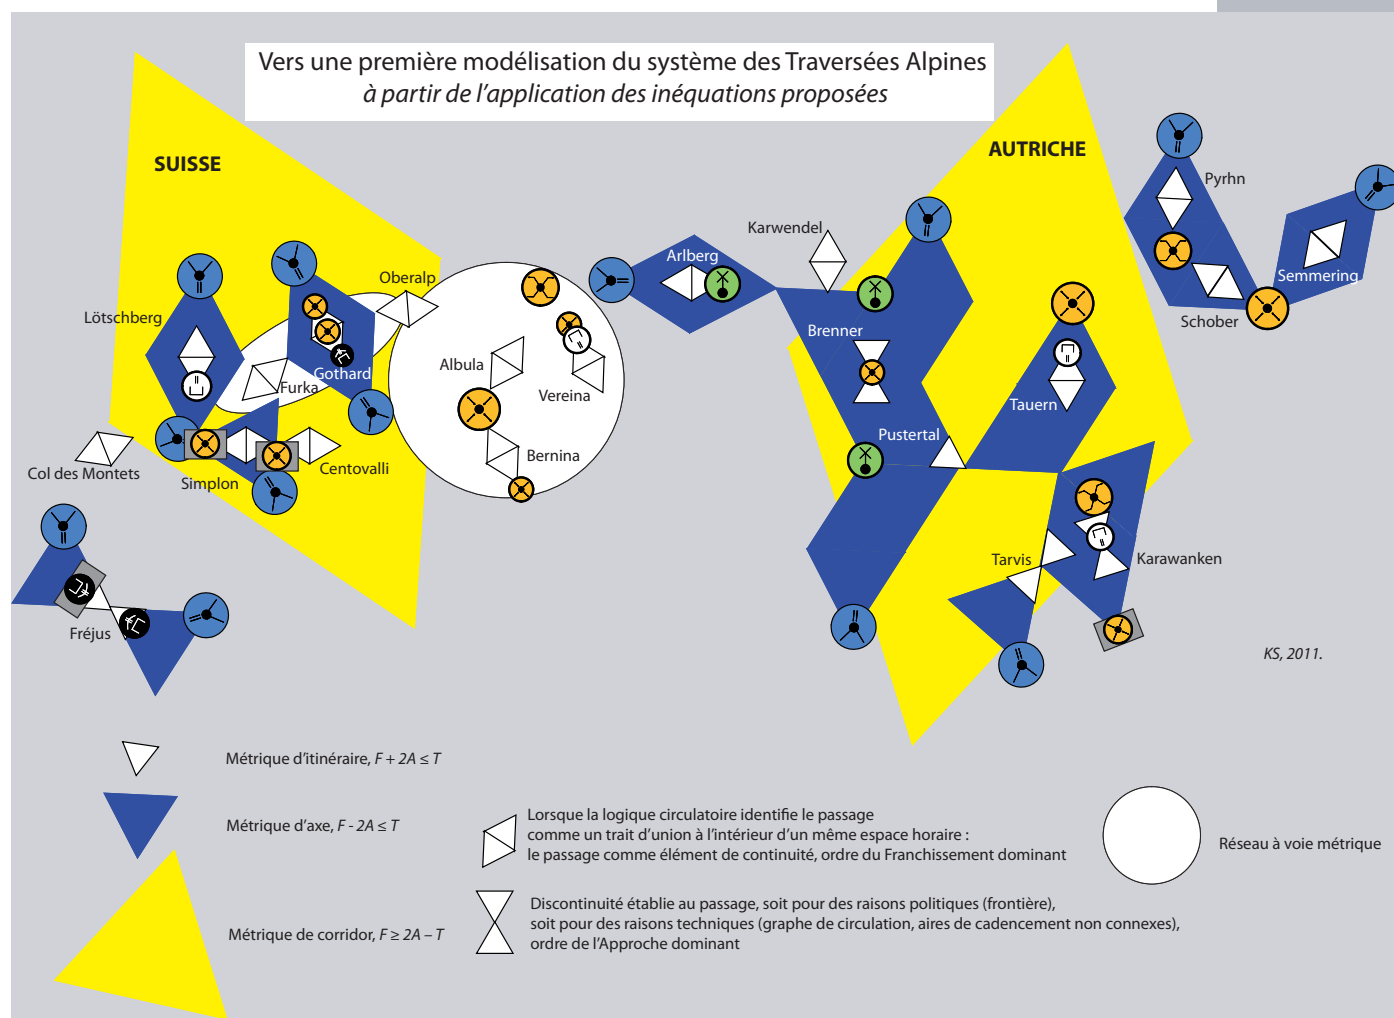 Vers une première modélisation du système des Traversées Alpines
à partir de l'application des inéquations proposées
SUISSE
AUTRICHE
Pyrhn
Karwendel
Arlberg
Oberalp
Semmering
Lötschberg
Schober
Brenner
Albula
Gothard
Furka
Vereina
Tauern
Pustertal
Bernina
Centovalli
Col des Montets
Simplon
Tarvis
Karawanken
Fréjus
KS, 2011.
Métrique d'itinéraire, F + 2A ≤ T
Métrique d'axe, F - 2A ≤ T
Métrique de corridor, F ≥ 2A – T
Lorsque la logique circulatoire identifie le passage
comme un trait d'union à l'intérieur d'un même espace horaire :
le passage comme élément de continuité, ordre du Franchissement dominant
Discontinuité établie au passage, soit pour des raisons politiques (frontière),
soit pour des raisons techniques (graphe de circulation, aires de cadencement non connexes),
ordre de l'Approche dominant
Réseau à voie métrique